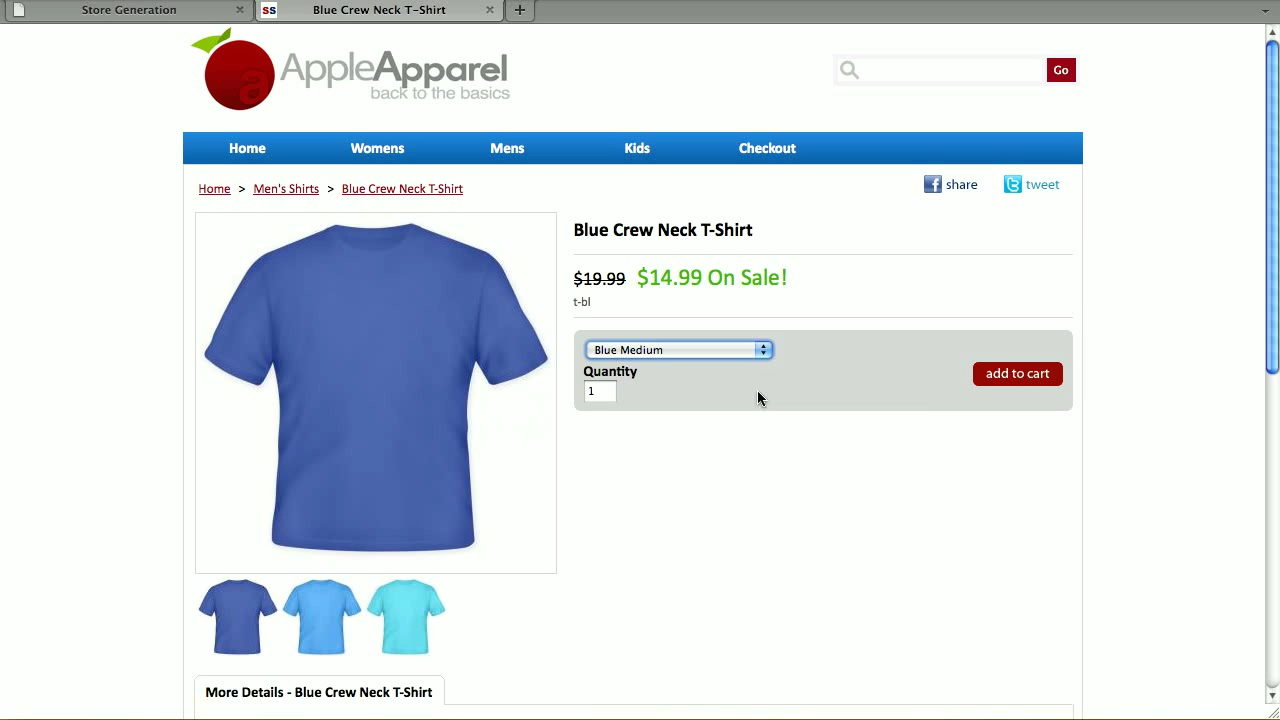 Store Generation
ss
Blue Crew Neck T-Shirt
a
AppleApparel
back to the basics
Go
Home
Womens
Mens
Kids
Checkout
Home > Men's Shirts > Blue Crew Neck T-Shirt
share
tweet
Blue Crew Neck T-Shirt
$19.99 $14.99 On Sale!
t-bl
Blue Medium
Quantity
1
add to cart
More Details - Blue Crew Neck T-Shirt